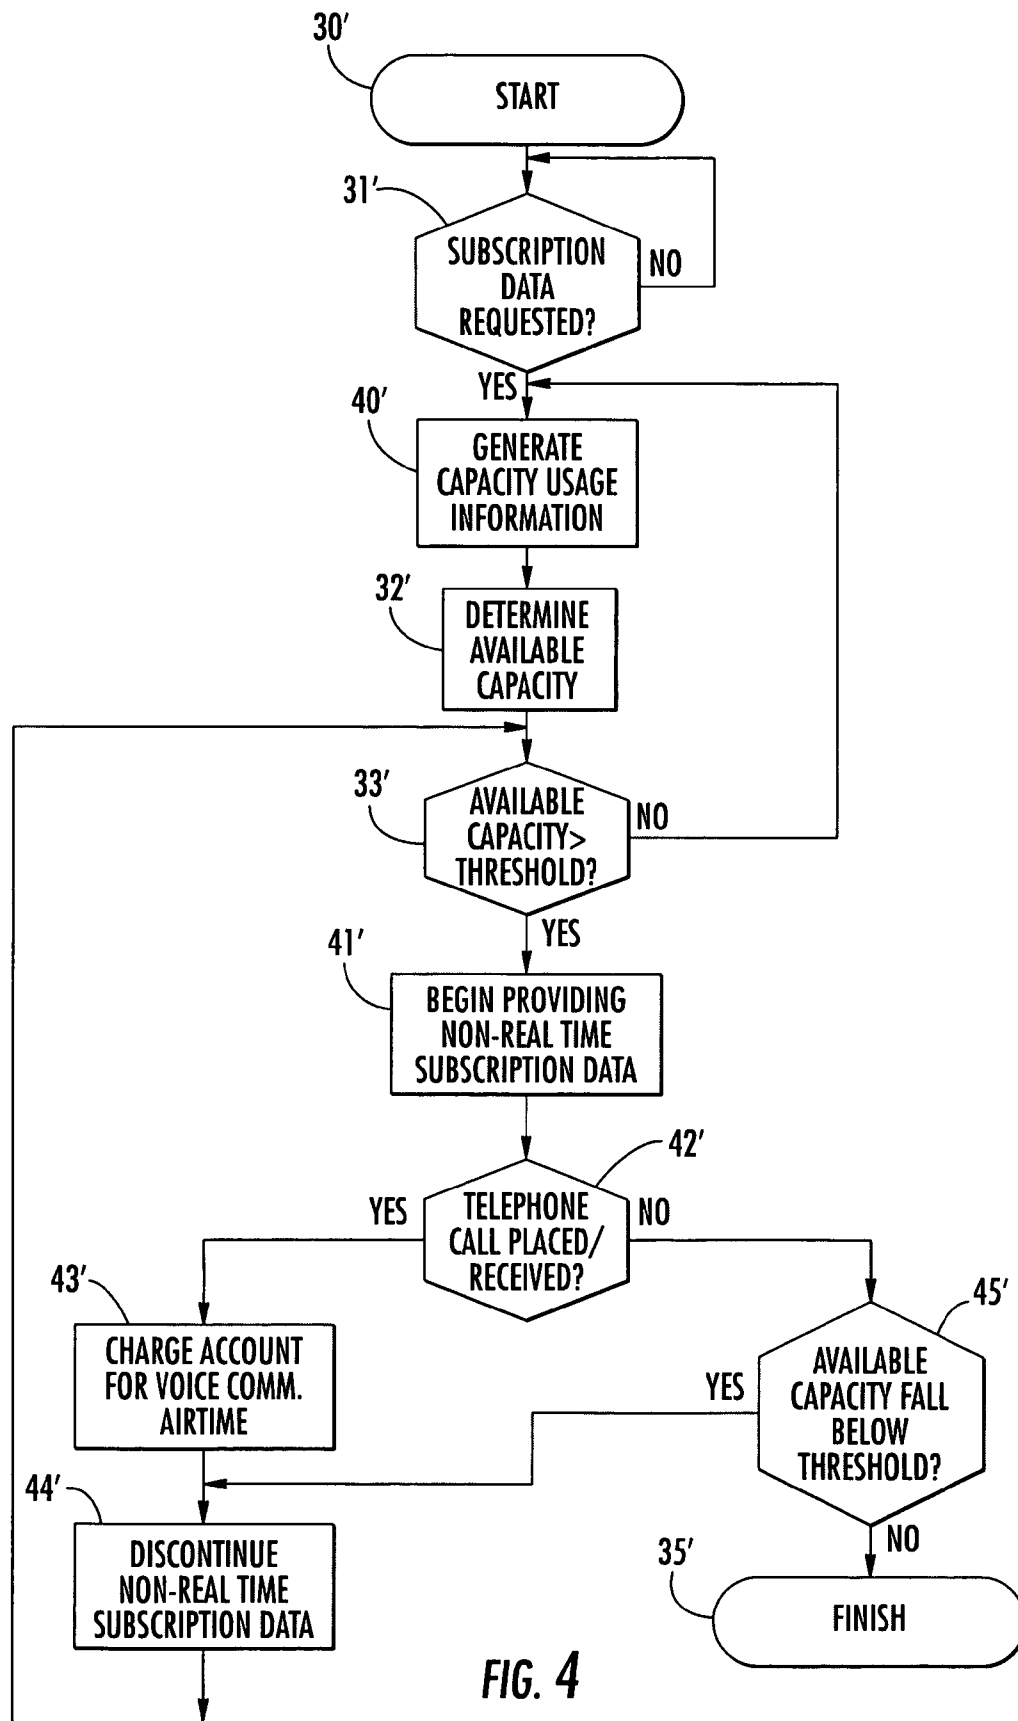 30'
START
31'
SUBSCRIPTION
DATA
REQUESTED?
NO
YES
40'
GENERATE
CAPACITY USAGE
INFORMATION
32'
DETERMINE
AVAILABLE
CAPACITY
33'
AVAILABLE
CAPACITY>
THRESHOLD?
NO
YES
41'
BEGIN PROVIDING
NON-REAL TIME
SUBSCRIPTION DATA
42'
YES
TELEPHONE
CALL PLACED/
RECEIVED?
NO
43'
CHARGE ACCOUNT
FOR VOICE COMM.
AIRTIME
45'
YES
AVAILABLE
CAPACITY FALL
BELOW
THRESHOLD?
NO
44'
DISCONTINUE
NON-REAL TIME
SUBSCRIPTION DATA
35'
FINISH
FIG. 4